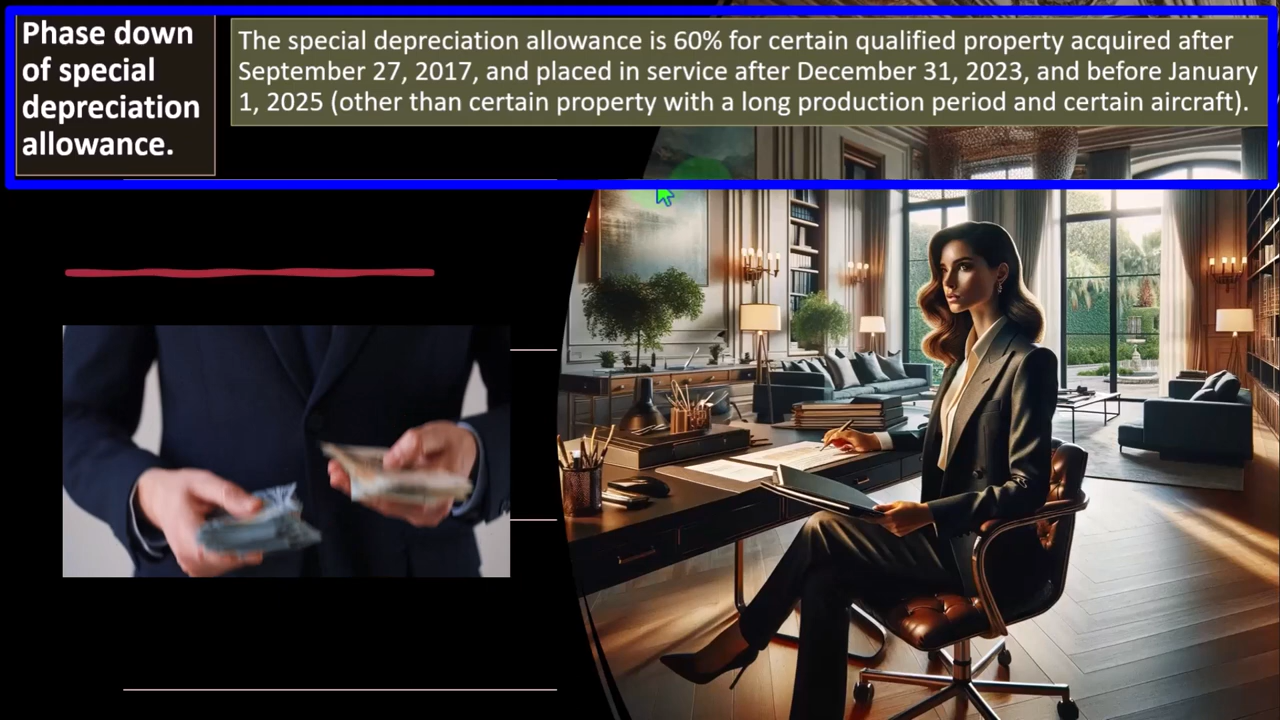 Phase down
of special
depreciation
allowance.
The special depreciation allowance is 60% for certain qualified property acquired after
September 27, 2017, and placed in service after December 31, 2023, and before January
1, 2025 (other than certain property with a long production period and certain aircraft).